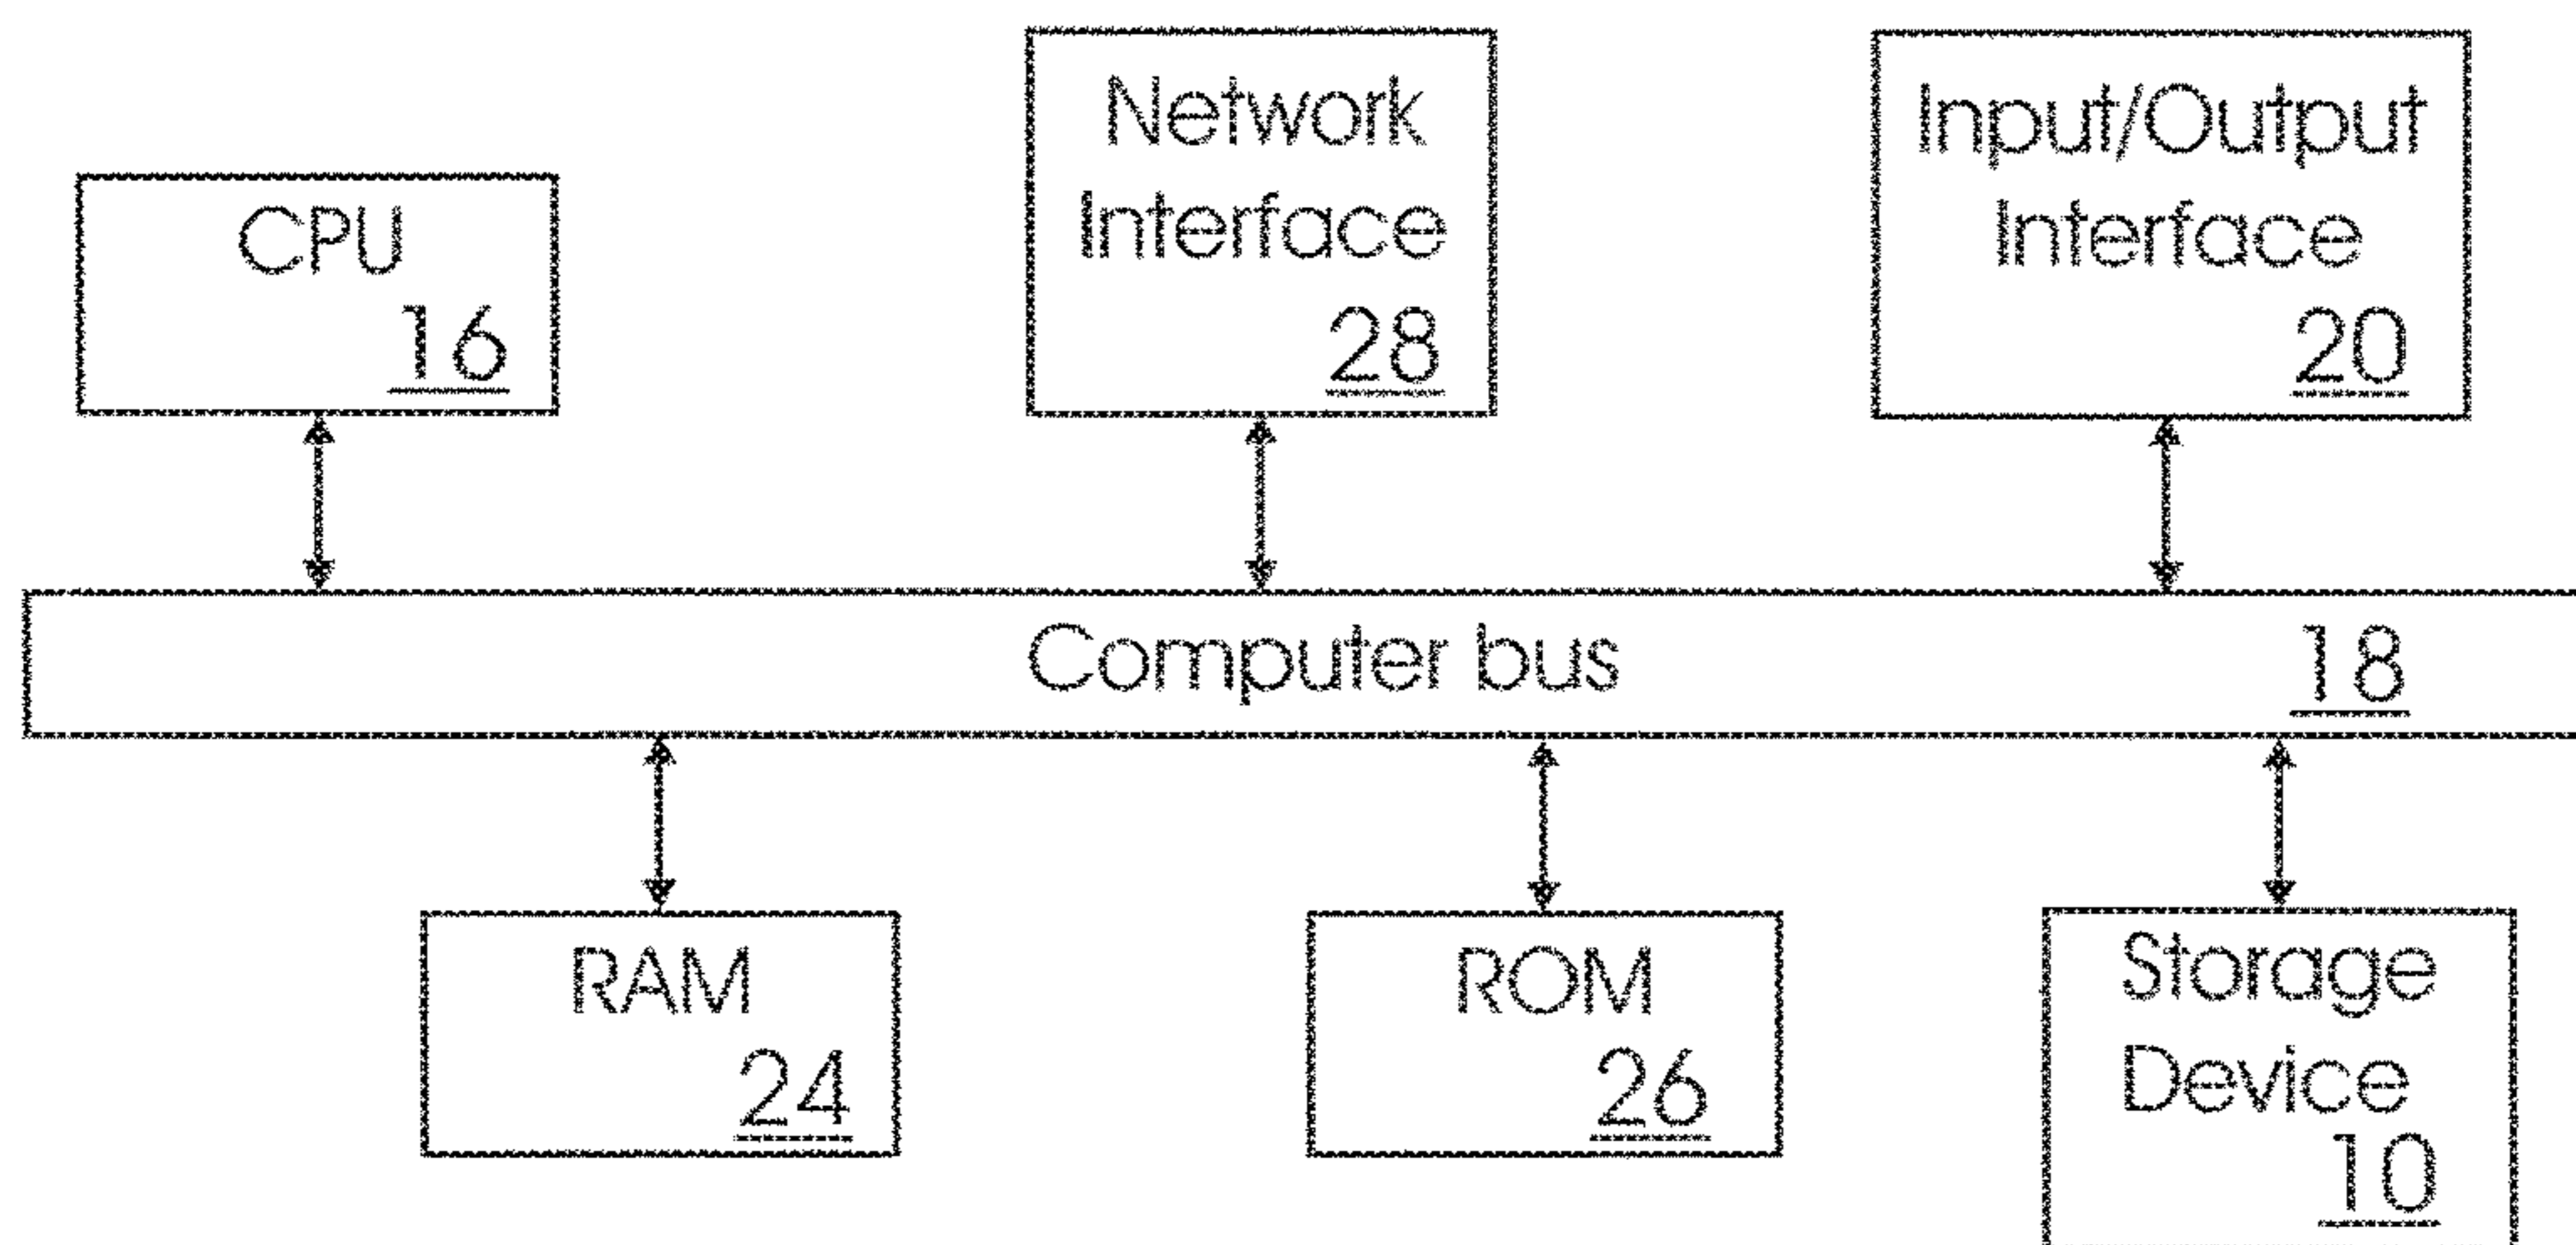 CPU
16
Network
Interface
28
Input/Output
Interface
20
Computer bus
18
RAM
24
ROM
26
Storage
Device
10